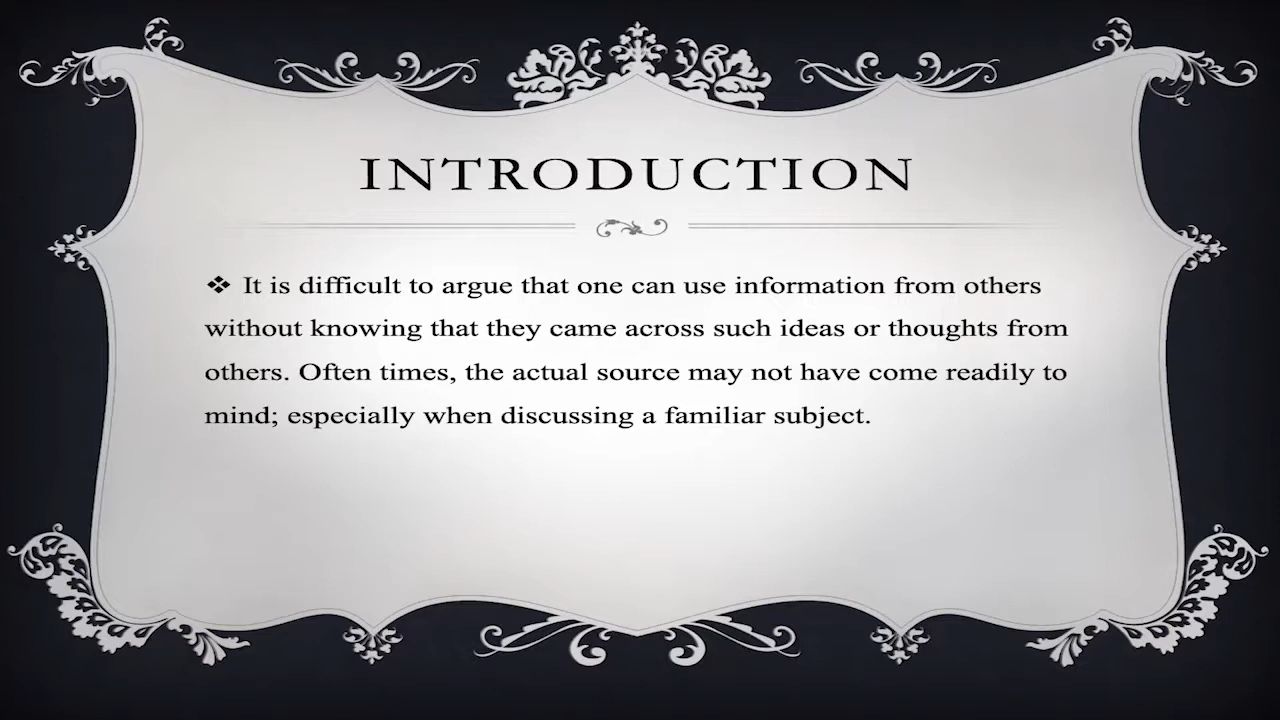 INTRODUCTION
❖ It is difficult to argue that one can use information from others
without knowing that they came across such ideas or thoughts from
others. Often times, the actual source may not have come readily to
mind; especially when discussing a familiar subject.